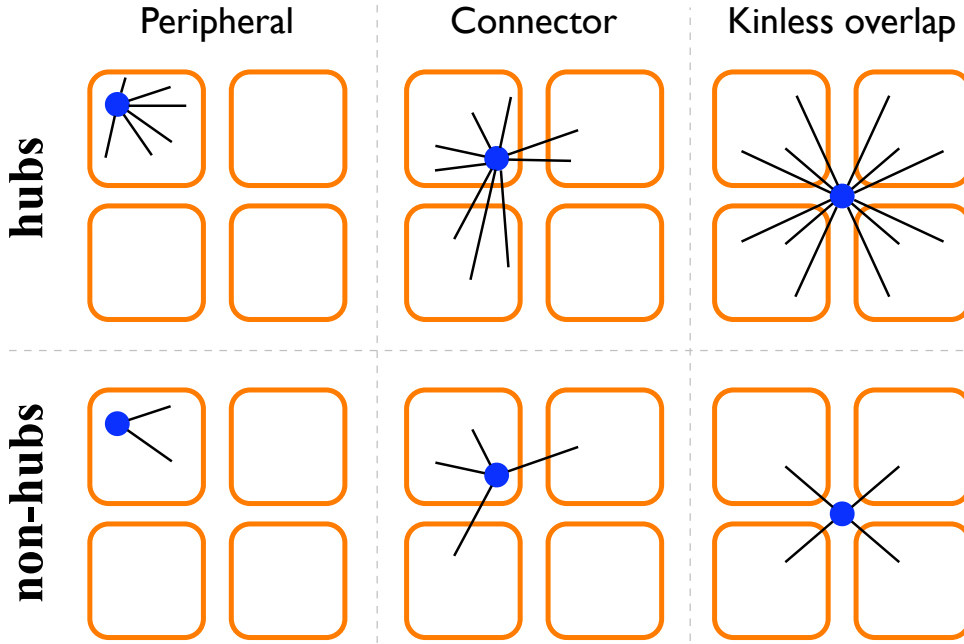 Peripheral
Connector
Kinless overlap
hubs
non-hubs